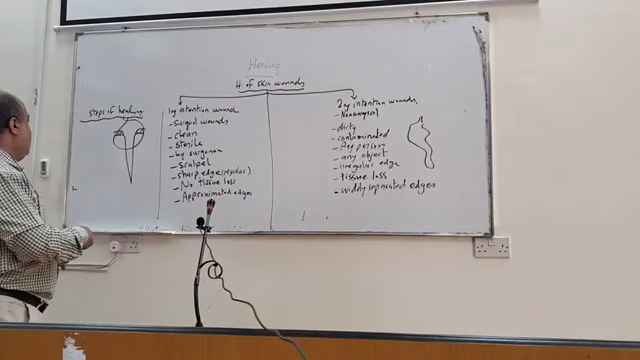 Healing
H. of skin wounds
steps of healing
1ry intention wound
- surgical wounds
- clean
- sterile
- by surgeon
- scalpel
- sharp edge (regular)
- No tissue loss
- Approximated edges
2ry intention wounds
- Nonsurgical
- dirty
- contaminated
- Any person
- any object
- irregular edge
- tissue loss
- widely separated edges